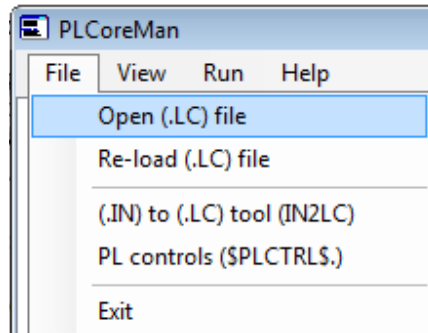 PLCoreMan
File View Run Help
Open (.LC) file
Re-load (.LC) file
(.IN) to (.LC) tool (IN2LC)
PL controls ($PLCTRL$.)
Exit